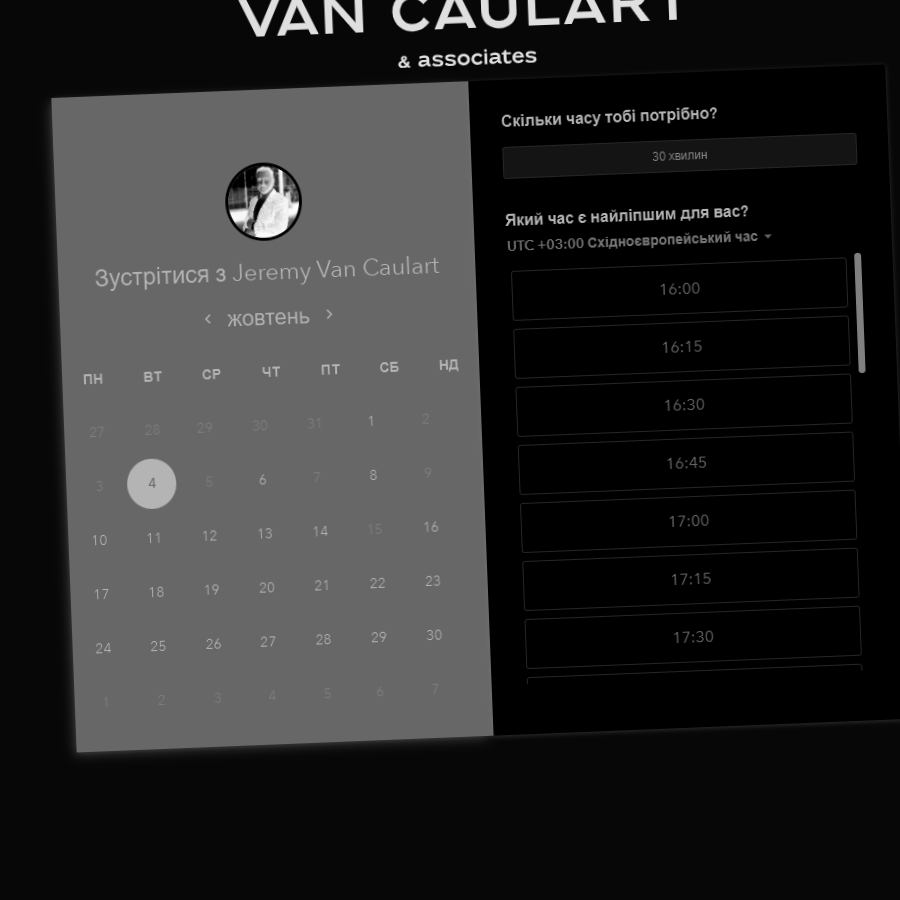 VAN CAULART
& associates
Зустрітися з Jeremy Van Caulart
жовтень
ПН ВТ СР ЧТ ПТ СБ НД
27 28 29 30 31 1 2
3 4 5 6 7 8 9
10 11 12 13 14 15 16
17 18 19 20 21 22 23
24 25 26 27 28 29 30
1 2 3 4 5 6 7
Скільки часу тобі потрібно?
30 хвилин
Який час є найліпшим для вас?
UTC +03:00 Східноєвропейський час
16:00
16:15
16:30
16:45
17:00
17:15
17:30